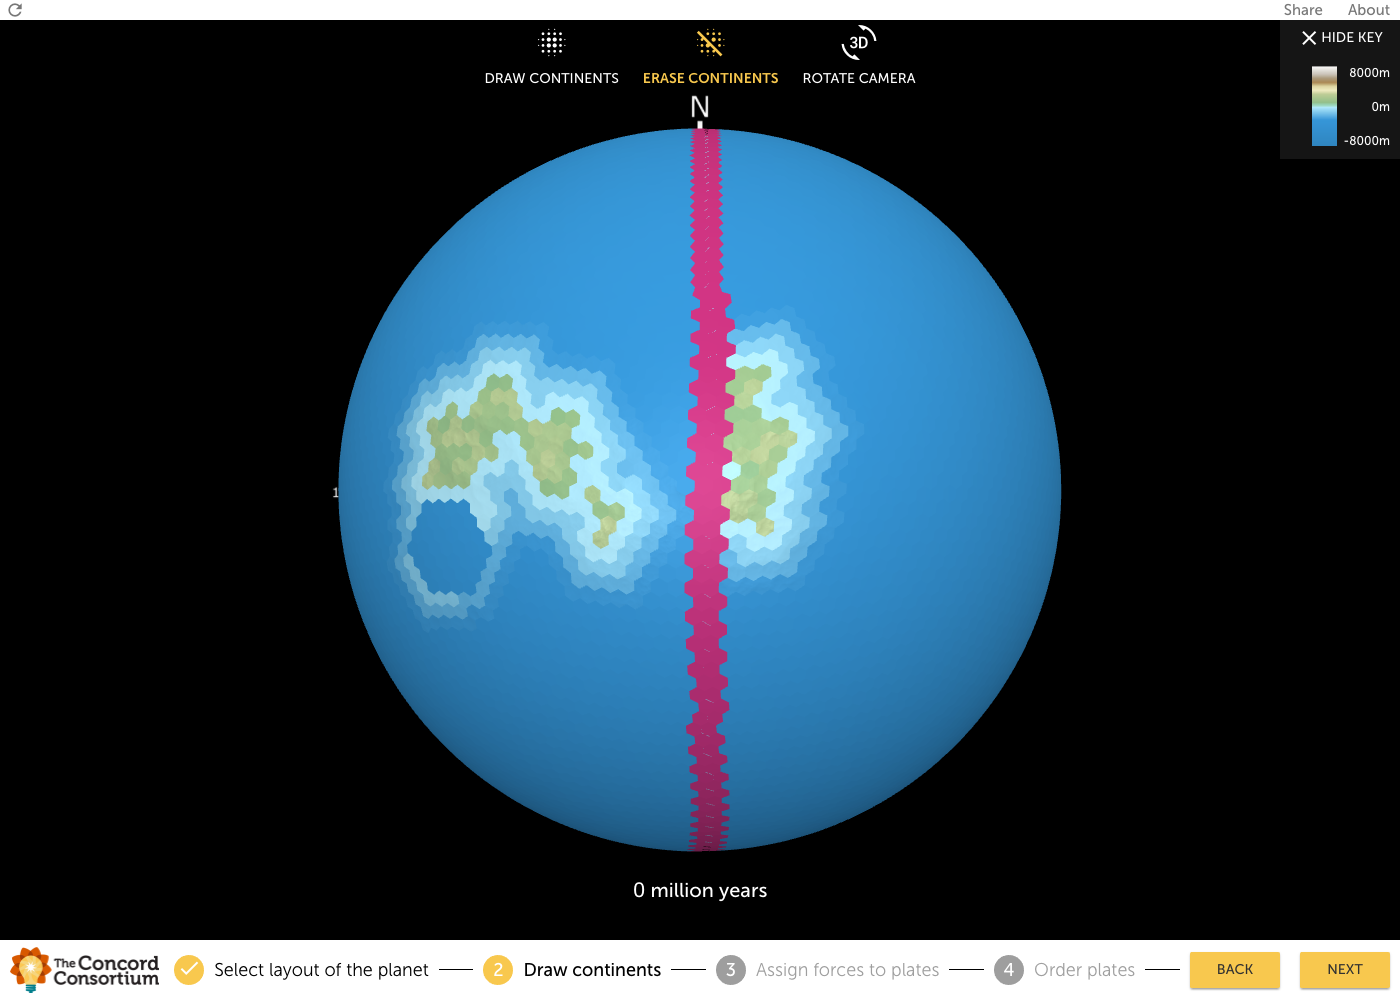 Share About
DRAW CONTINENTS ERASE CONTINENTS 3D ROTATE CAMERA
HIDE KEY
8000m
0m
-8000m
N
1
0 million years
The Concord Consortium
Select layout of the planet
2 Draw continents
3 Assign forces to plates
4 Order plates
BACK
NEXT